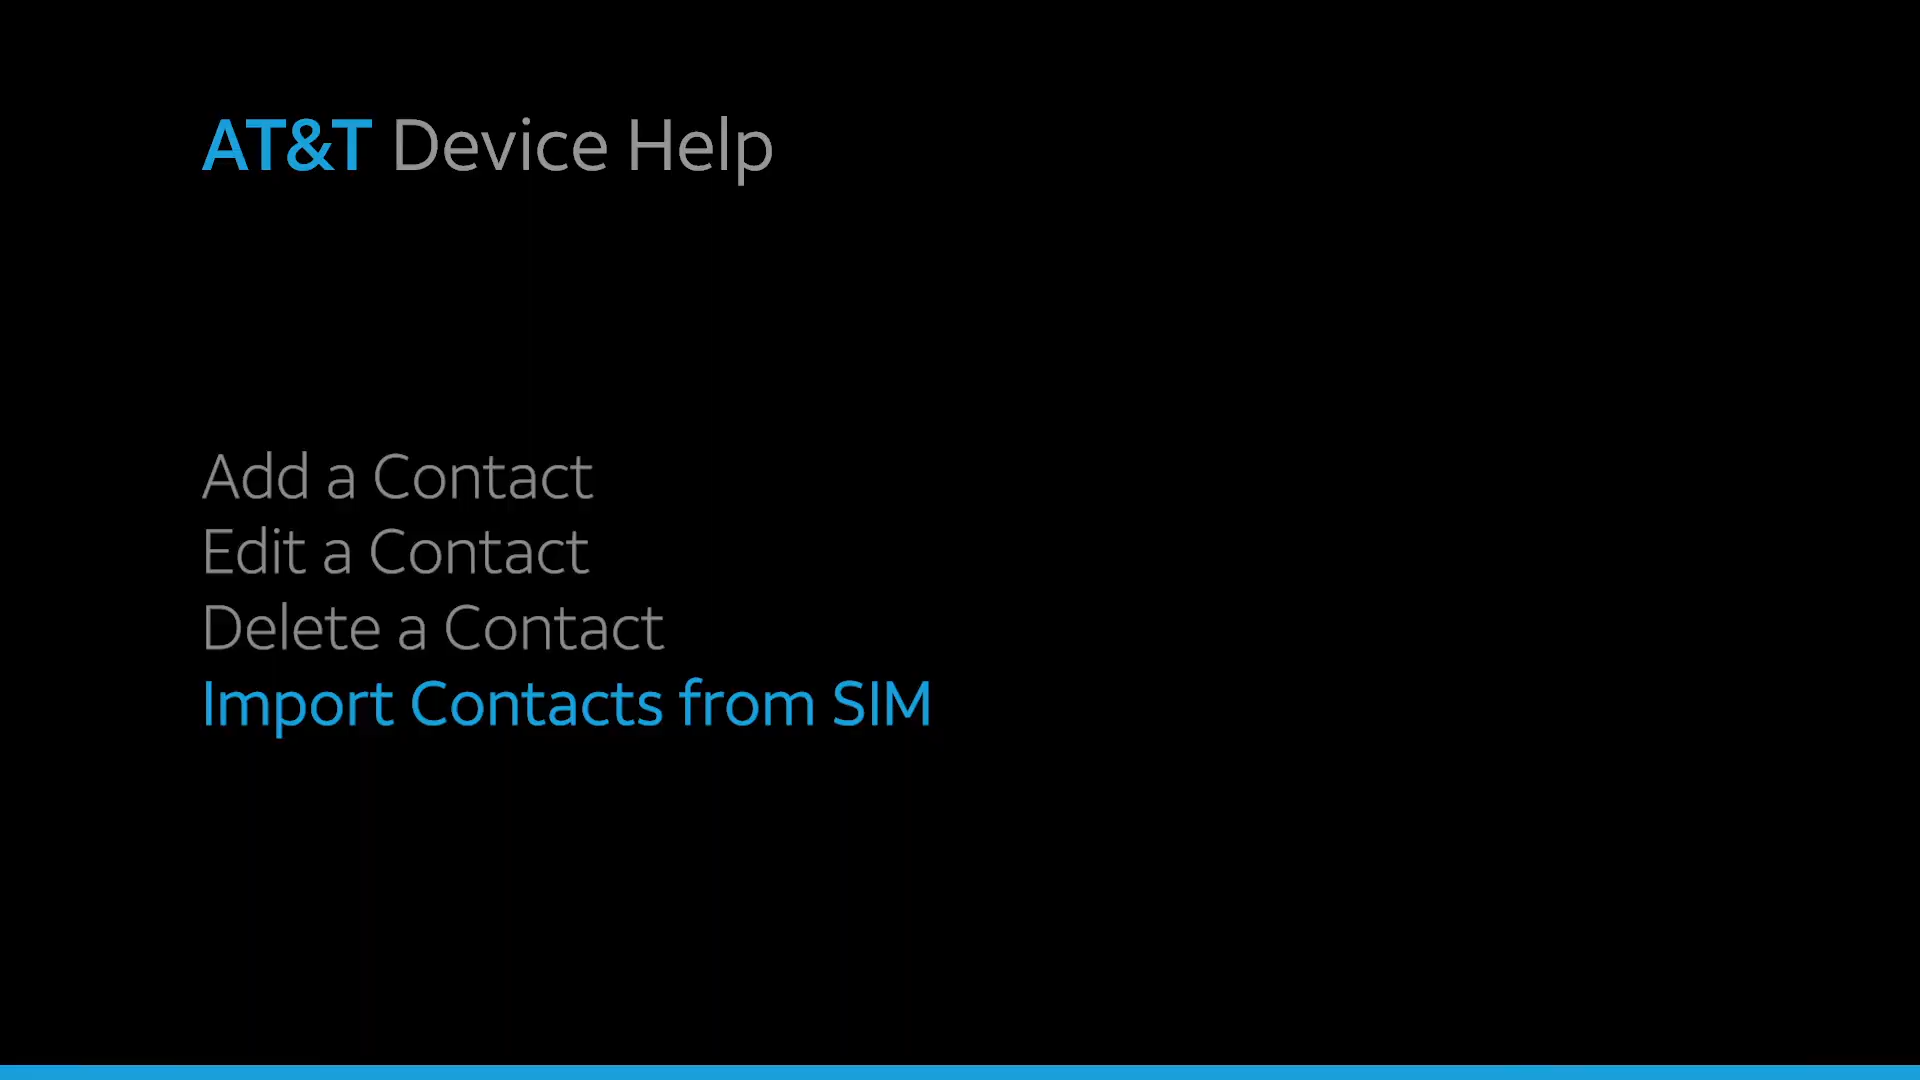 AT&T Device Help
Add a Contact
Edit a Contact
Delete a Contact
Import Contacts from SIM